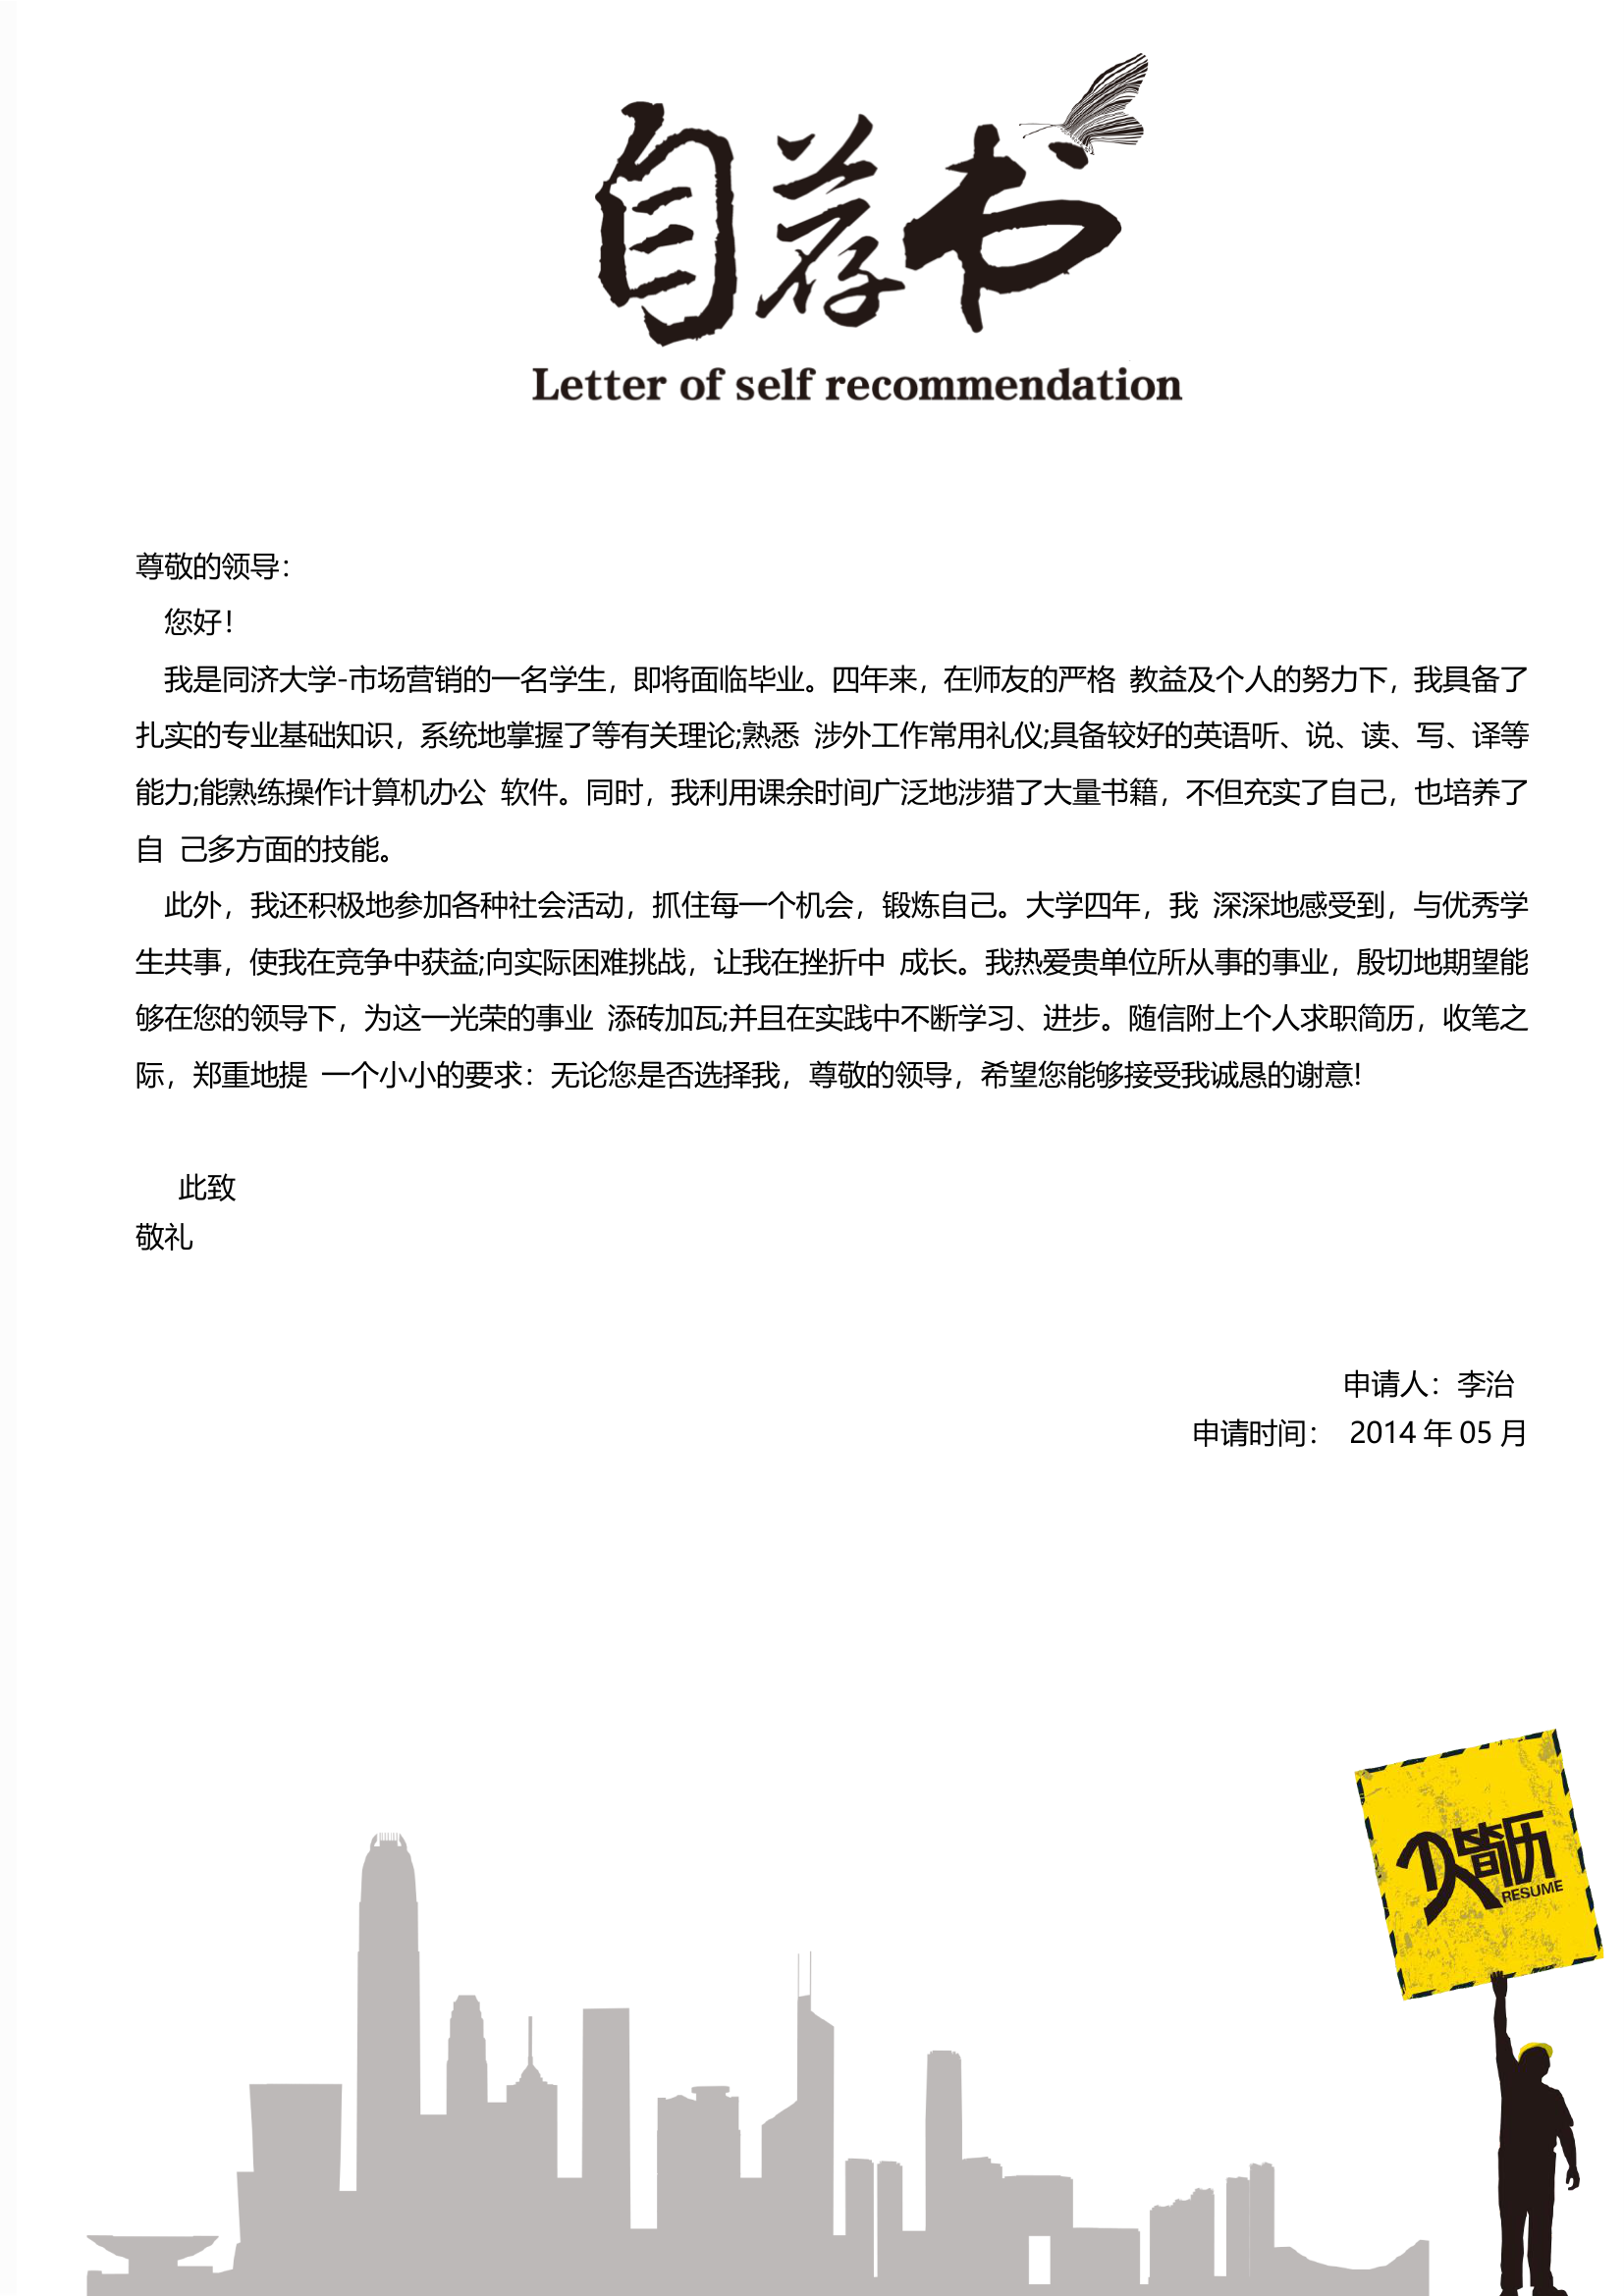 自荐书
Letter of self recommendation
尊敬的领导：
您好！
我是同济大学-市场营销的一名学生，即将面临毕业。四年来，在师友的严格 教益及个人的努力下，我具备了
扎实的专业基础知识，系统地掌握了等有关理论;熟悉 涉外工作常用礼仪;具备较好的英语听、说、读、写、译等
能力;能熟练操作计算机办公 软件。同时，我利用课余时间广泛地涉猎了大量书籍，不但充实了自己，也培养了
自 己多方面的技能。
此外，我还积极地参加各种社会活动，抓住每一个机会，锻炼自己。大学四年，我 深深地感受到，与优秀学
生共事，使我在竞争中获益;向实际困难挑战，让我在挫折中 成长。我热爱贵单位所从事的事业，殷切地期望能
够在您的领导下，为这一光荣的事业 添砖加瓦;并且在实践中不断学习、进步。随信附上个人求职简历，收笔之
际，郑重地提 一个小小的要求：无论您是否选择我，尊敬的领导，希望您能够接受我诚恳的谢意!
此致
敬礼
申请人：李治
申请时间： 2014 年 05 月
简历
RESUME